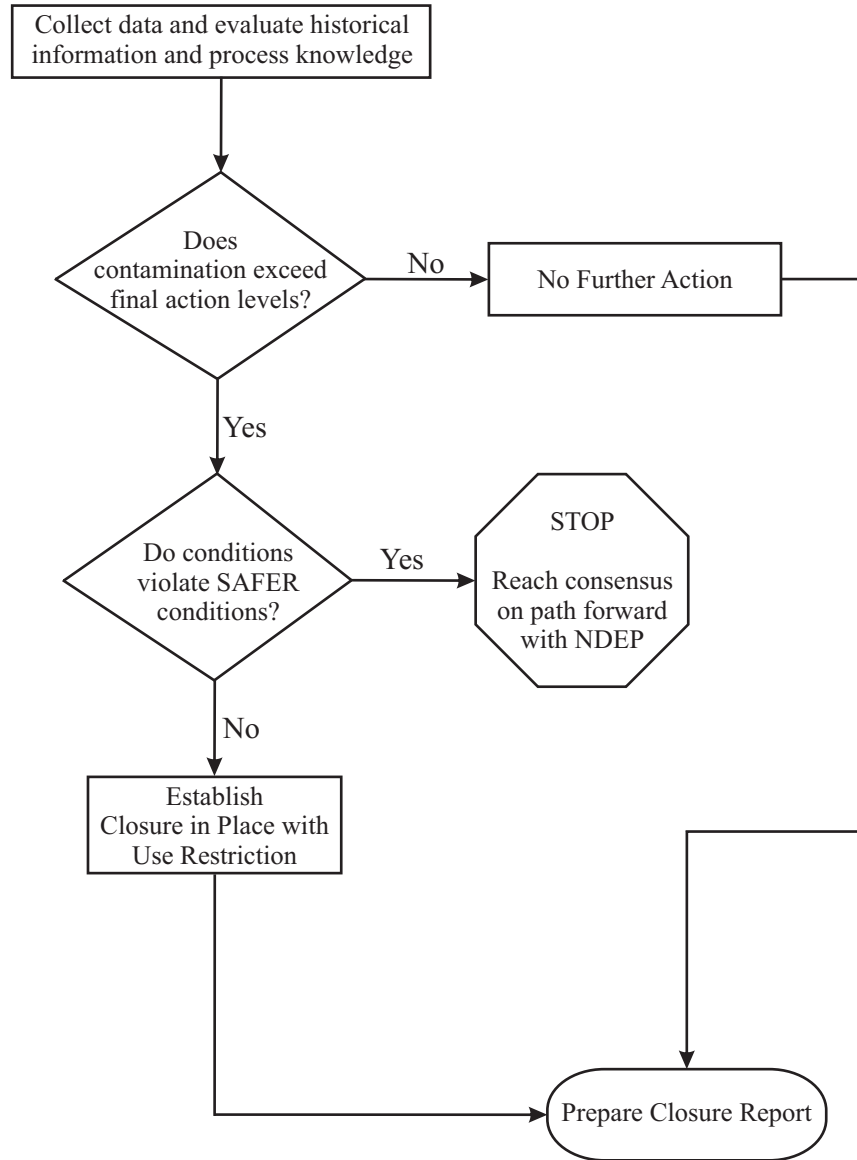 Collect data and evaluate historical
information and process knowledge
Does
contamination exceed
final action levels?
No
No Further Action
Yes
Do conditions
violate SAFER
conditions?
Yes
STOP
Reach consensus
on path forward
with NDEP
No
Establish
Closure in Place with
Use Restriction
Prepare Closure Report